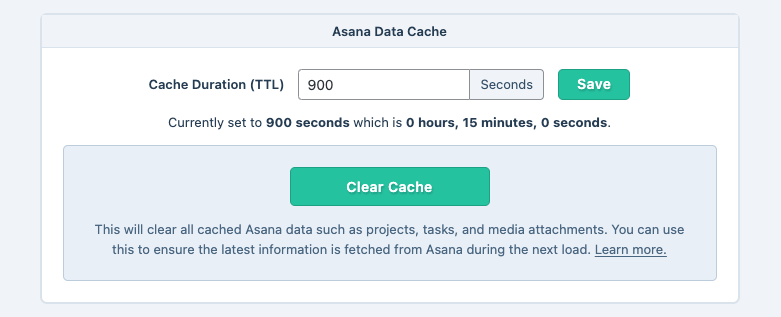 Asana Data Cache
Cache Duration (TTL) 900 Seconds Save
Currently set to 900 seconds which is 0 hours, 15 minutes, 0 seconds.
Clear Cache
This will clear all cached Asana data such as projects, tasks, and media attachments. You can use
this to ensure the latest information is fetched from Asana during the next load. Learn more.